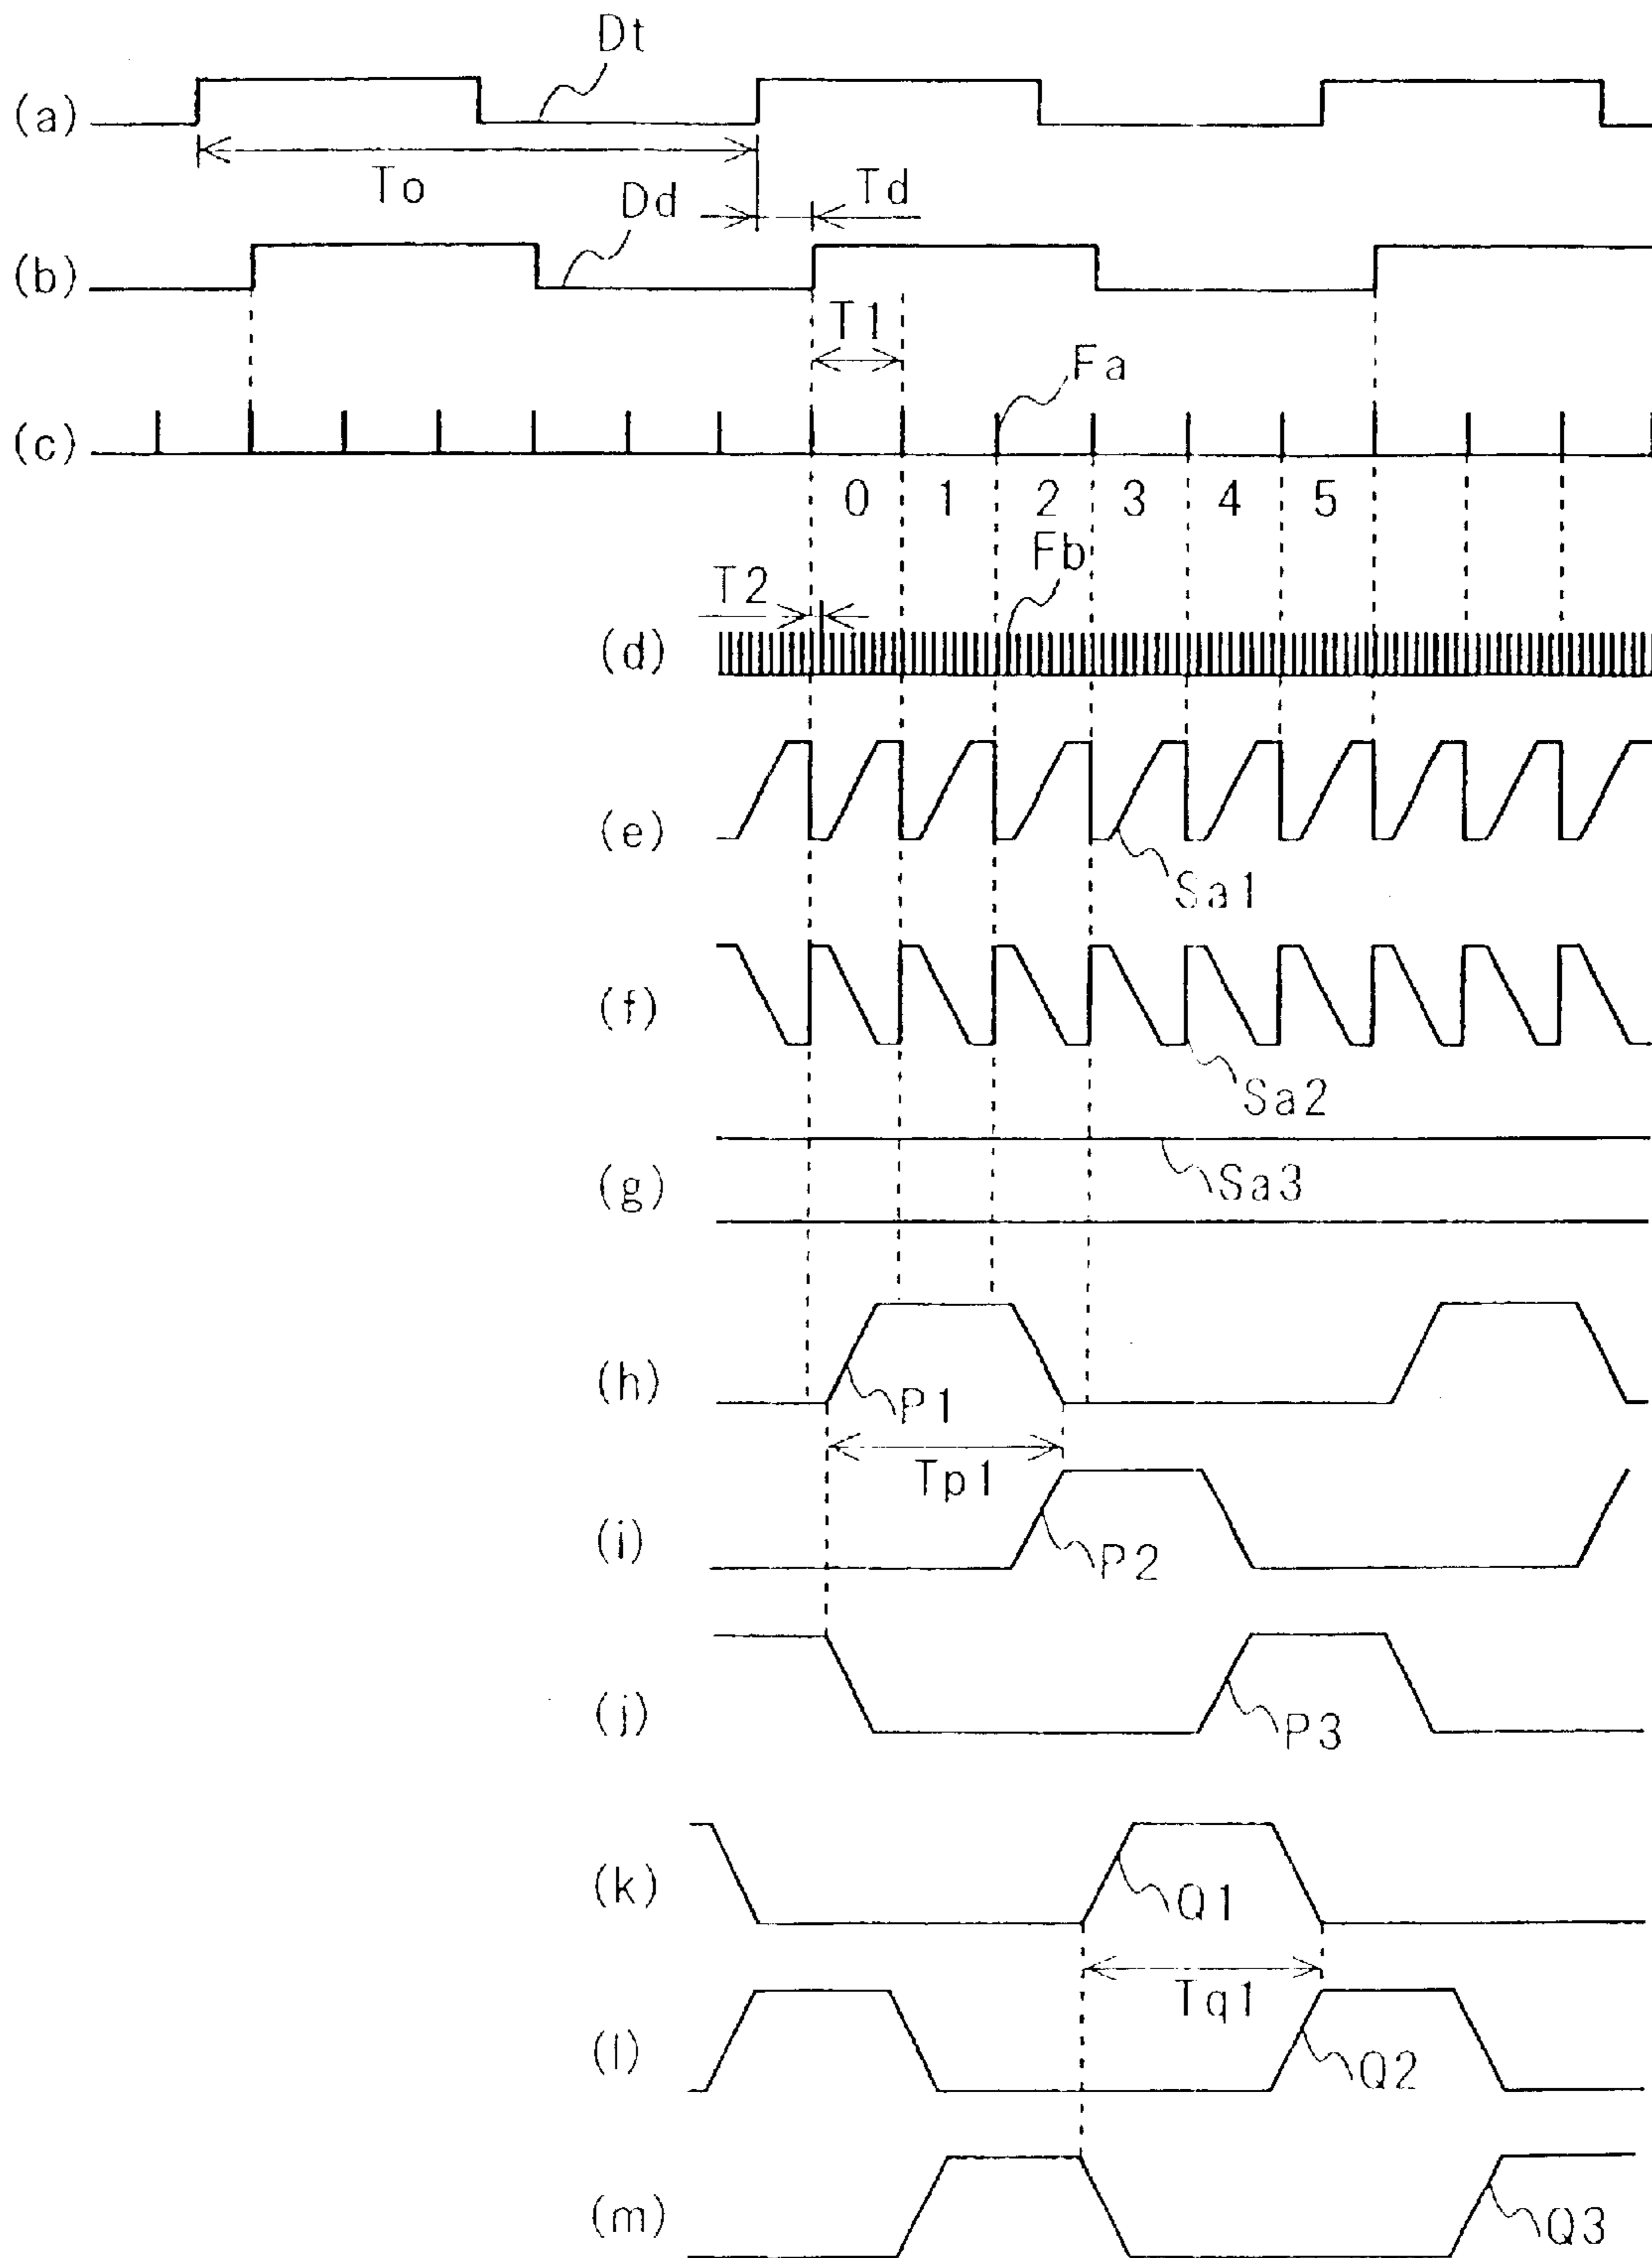 Dt
(a)
To
Td
Dd
(b)
T1
Fa
(c)
0 1 2 3 4 5
Fb
T2
(d)
(e)
Sa1
(f)
Sa2
(g)
Sa3
(h)
P1
Tp1
(i)
P2
(j)
P3
(k)
Q1
Tq1
(l)
Q2
(m)
Q3